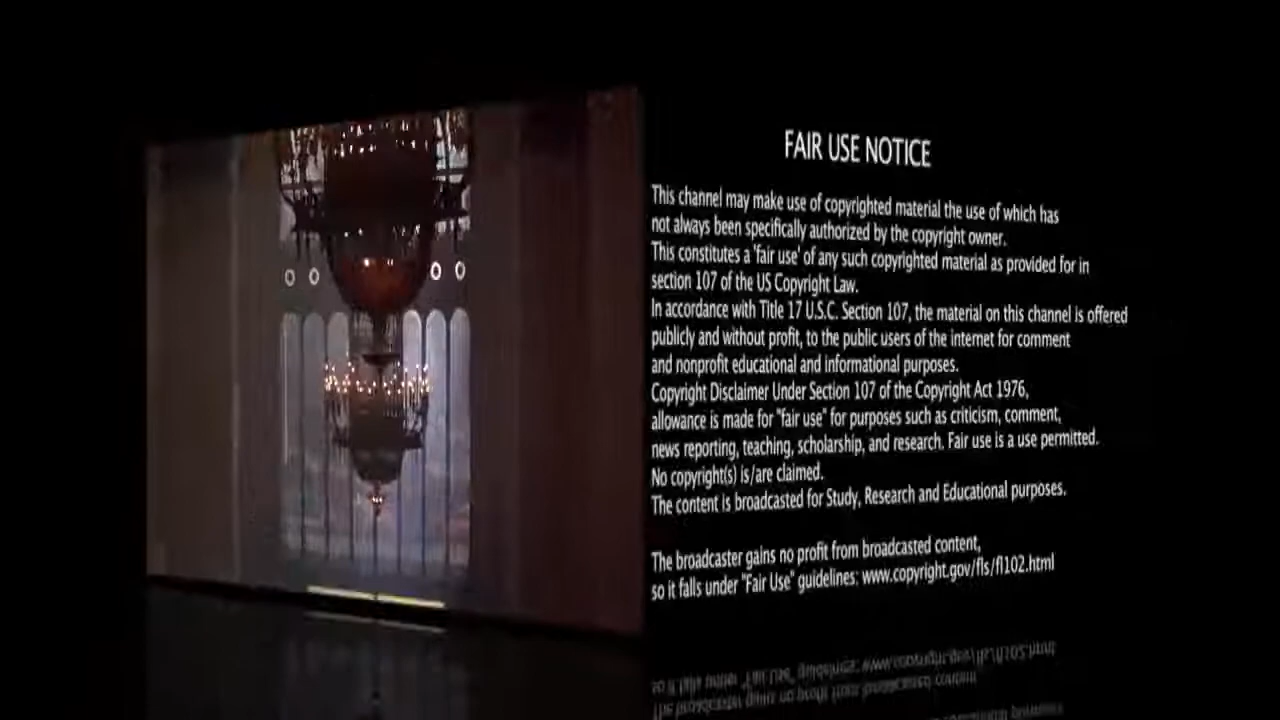 FAIR USE NOTICE
This channel may make use of copyrighted material the use of which has
not always been specifically authorized by the copyright owner.
This constitutes a 'fair use' of any such copyrighted material as provided for in
section 107 of the US Copyright Law.
In accordance with Title 17 U.S.C. Section 107, the material on this channel is offered
publicly and without profit, to the public users of the internet for comment
and nonprofit educational and informational purposes.
Copyright Disclaimer Under Section 107 of the Copyright Act 1976,
allowance is made for "fair use" for purposes such as criticism, comment,
news reporting, teaching, scholarship, and research. Fair use is a use permitted.
No copyright(s) is/are claimed.
The content is broadcasted for Study, Research and Educational purposes.
The broadcaster gains no profit from broadcasted content,
so it falls under "Fair Use" guidelines: www.copyright.gov/fls/fl102.html